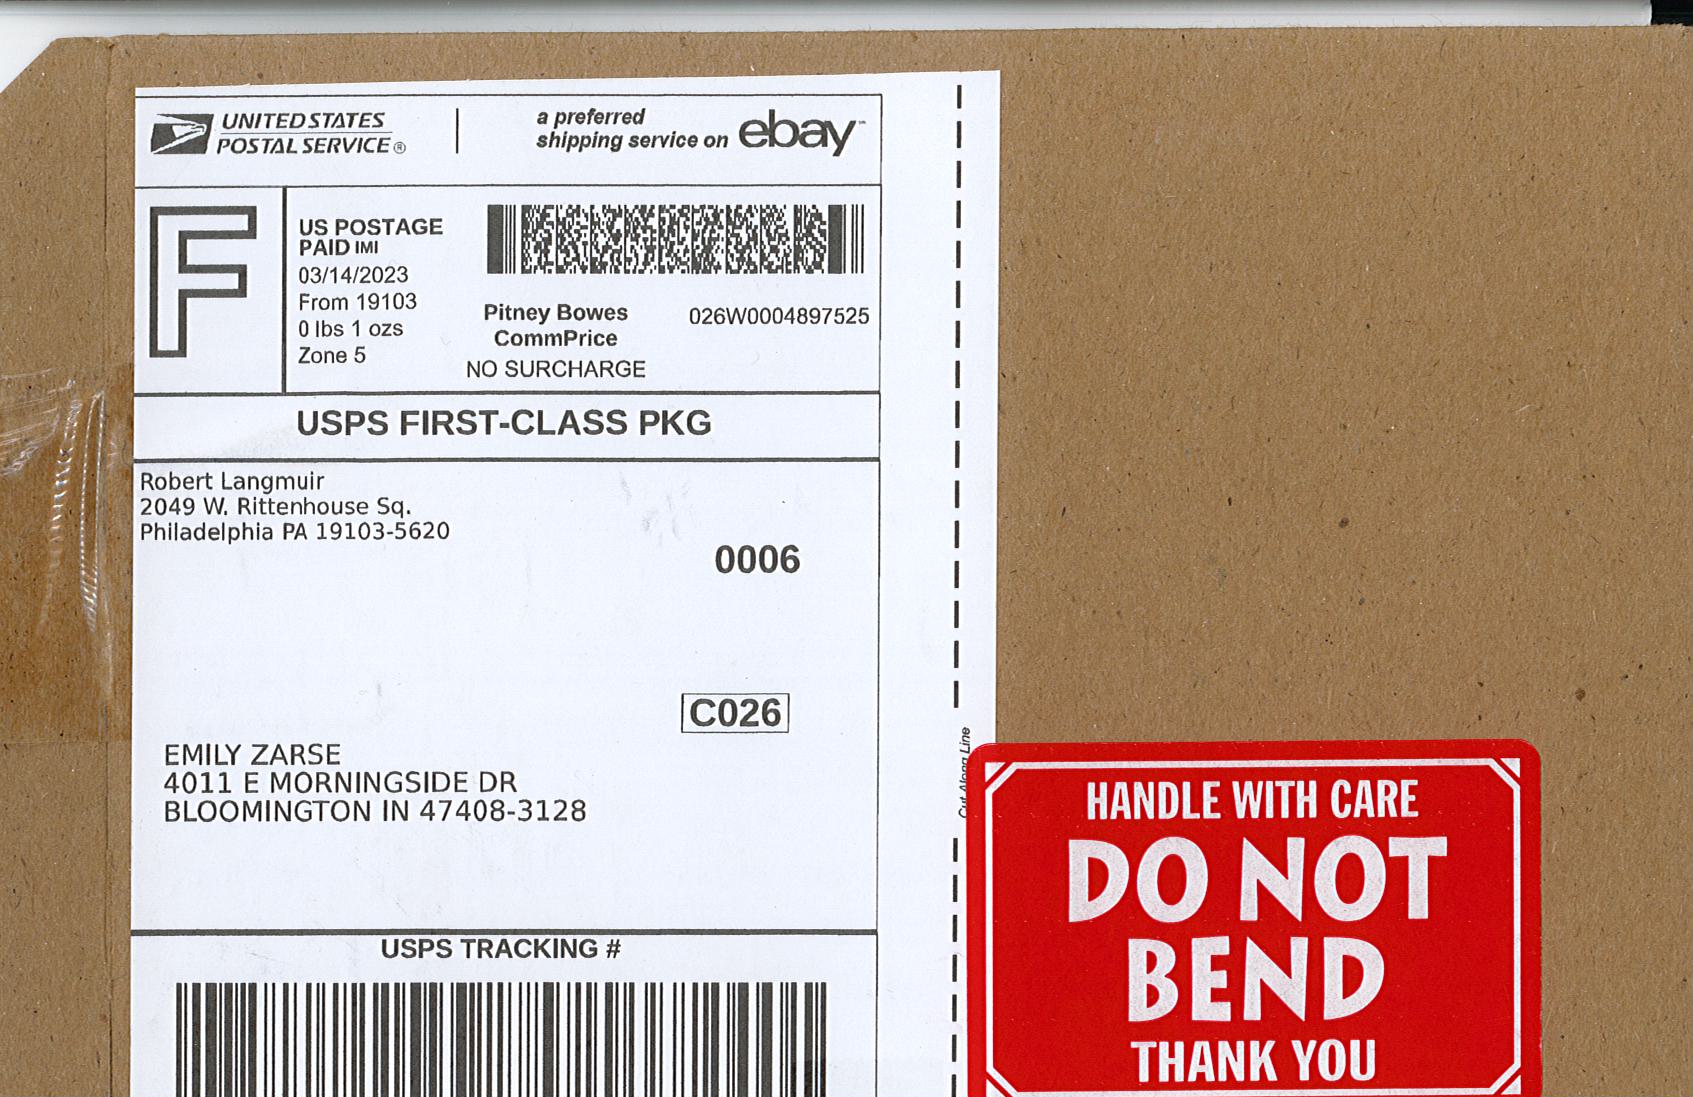 UNITED STATES
POSTAL SERVICE®
a preferred
shipping service on ebay™
F
US POSTAGE
PAID IMI
03/14/2023
From 19103
0 lbs 1 ozs
Zone 5
Pitney Bowes
CommPrice
NO SURCHARGE
026W0004897525
USPS FIRST-CLASS PKG
Robert Langmuir
2049 W. Rittenhouse Sq.
Philadelphia PA 19103-5620
0006
C026
EMILY ZARSE
4011 E MORNINGSIDE DR
BLOOMINGTON IN 47408-3128
USPS TRACKING #
Cut Along Line
HANDLE WITH CARE
DO NOT
BEND
THANK YOU